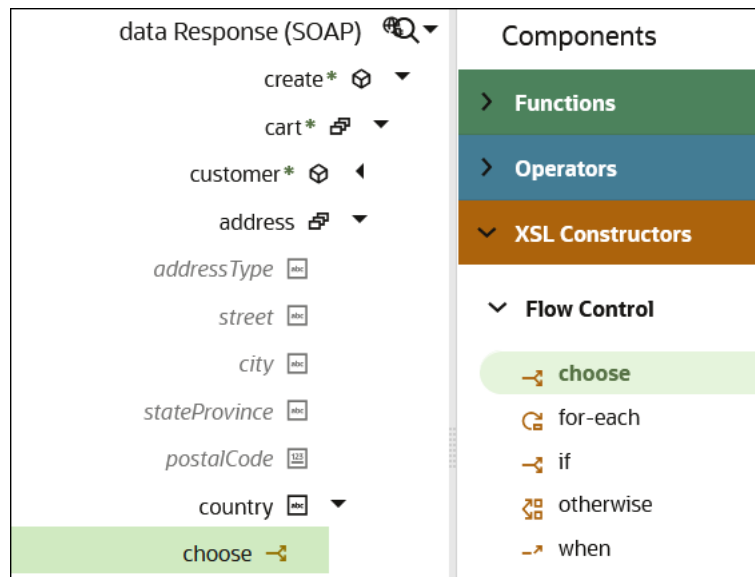 data Response (SOAP)
create*
cart*
customer*
address
addressType
street
city
stateProvince
postalCode
country
choose
Components
Functions
Operators
XSL Constructors
Flow Control
choose
for-each
if
otherwise
when